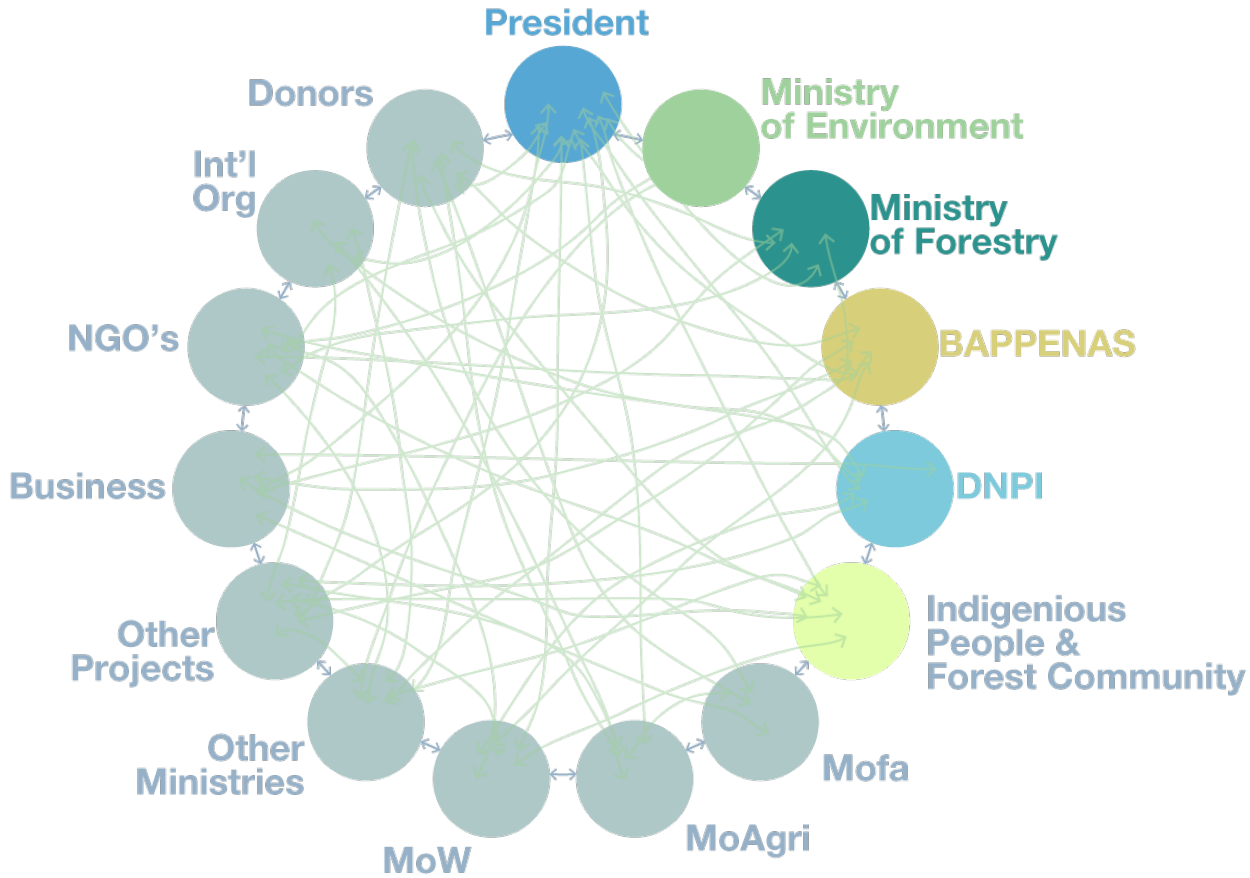 President
Donors
Ministry
of Environment
Int'l
Org
Ministry
of Forestry
NGO's
BAPPENAS
Business
DNPI
Other
Projects
Indigenious
People &
Forest Community
Other
Ministries
Mofa
MoW
MoAgri